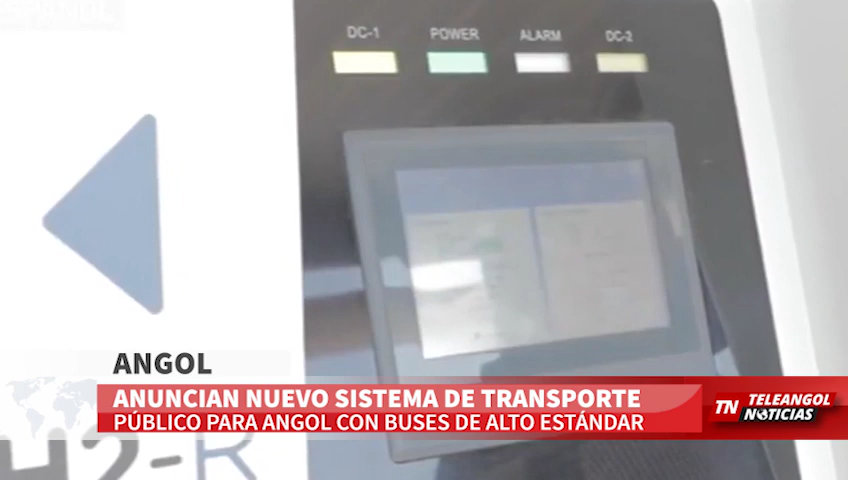 DC-1 POWER ALARM DC-2
ANGOL
ANUNCIAN NUEVO SISTEMA DE TRANSPORTE
PÚBLICO PARA ANGOL CON BUSES DE ALTO ESTÁNDAR
TN TELEANGOL
NOTICIAS